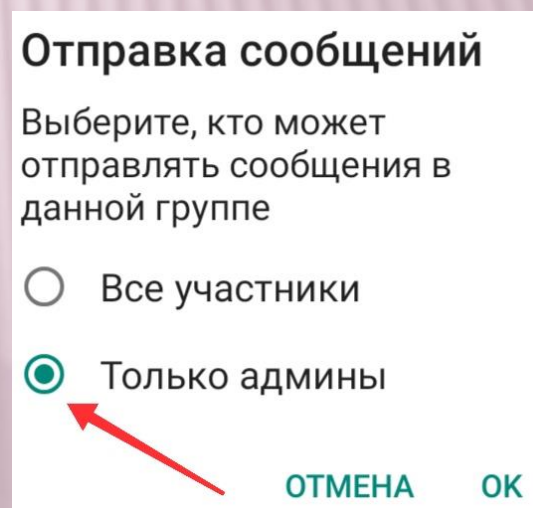 Отправка сообщений
Выберите, кто может
отправлять сообщения в
данной группе
Все участники
Только админы
ОТМЕНА ОК